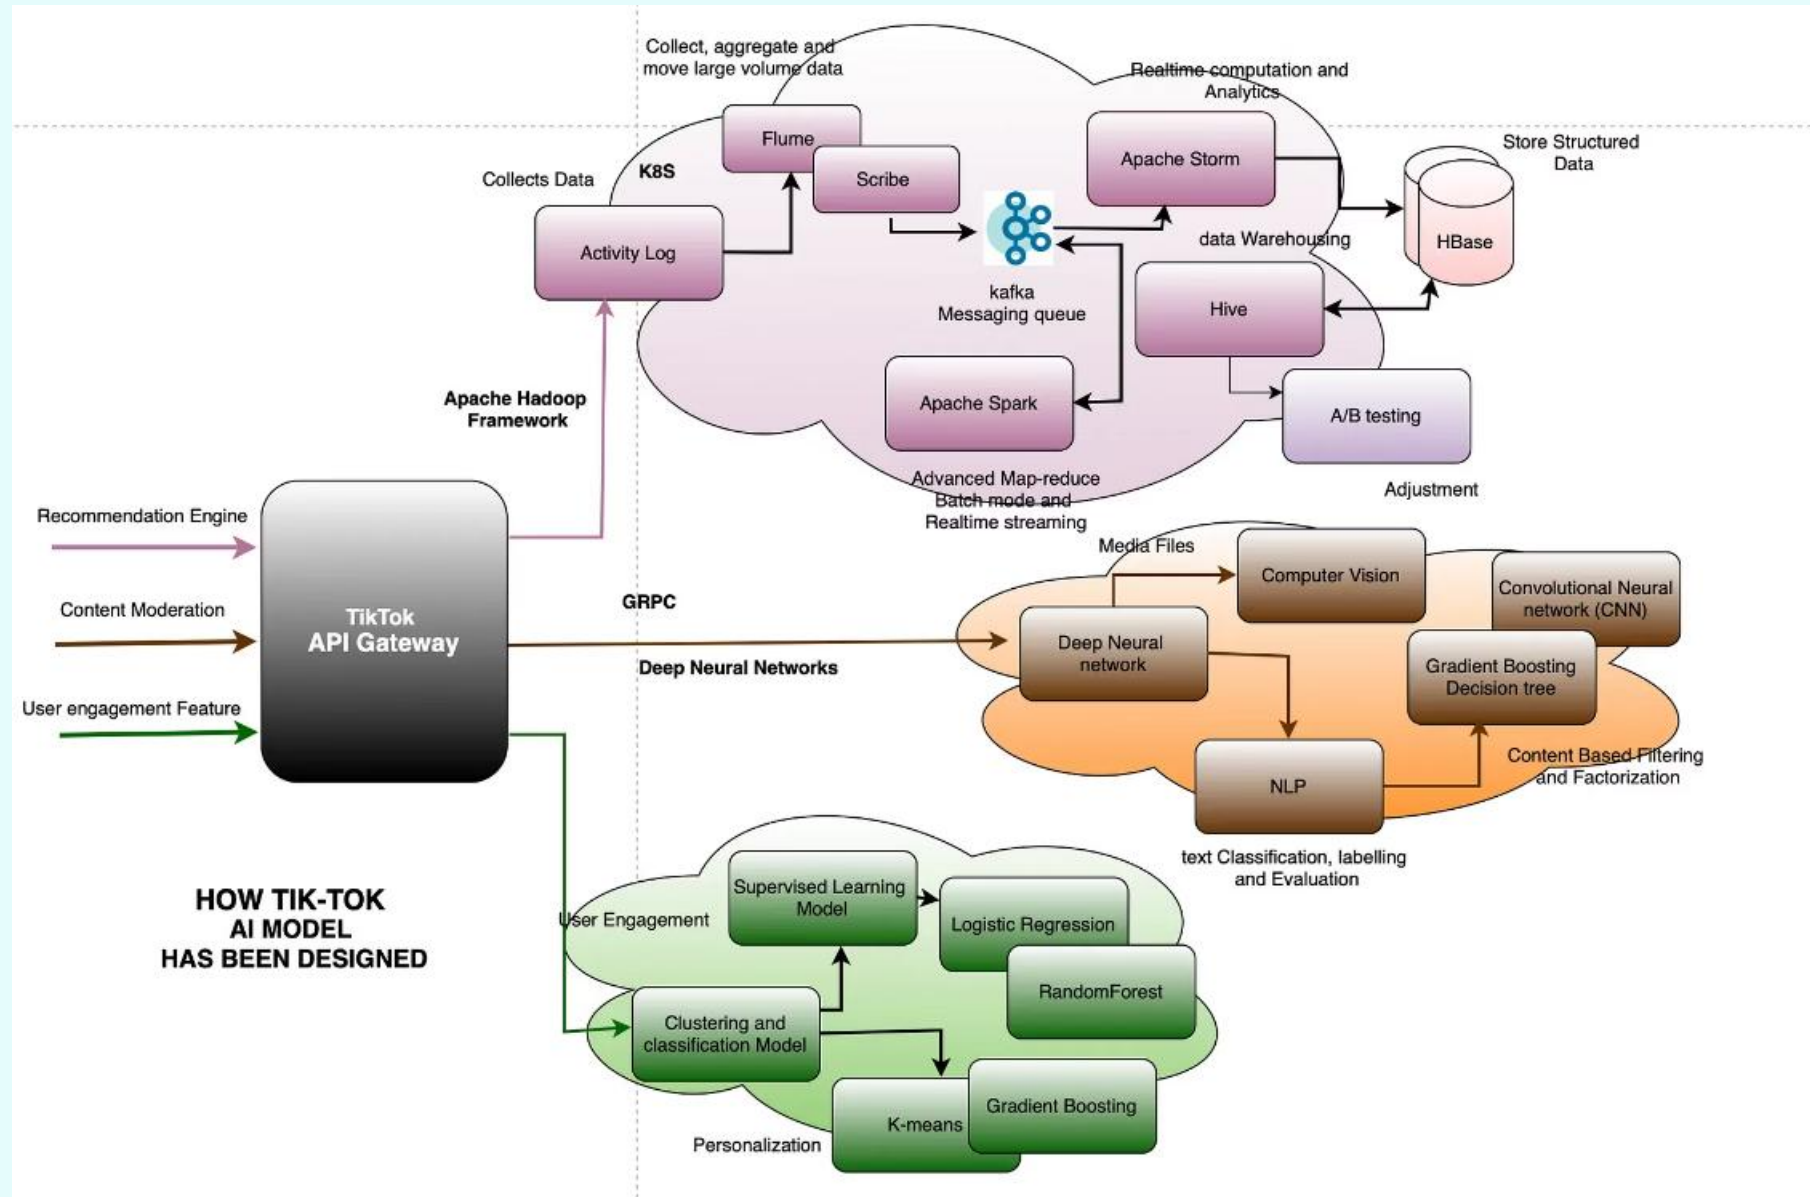 Collect, aggregate and
move large volume data
Realtime computation and
Analytics
Flume
Scribe
Apache Storm
Store Structured
Data
Collects Data
K8S
Activity Log
data Warehousing
HBase
kafka
Messaging queue
Hive
Apache Hadoop
Framework
Apache Spark
A/B testing
Advanced Map-reduce
Batch mode and
Realtime streaming
Adjustment
Recommendation Engine
Content Moderation
User engagement Feature
TikTok
API Gateway
GRPC
Deep Neural Networks
Media Files
Computer Vision
Convolutional Neural
network (CNN)
Deep Neural
network
Gradient Boosting
Decision tree
NLP
Content Based Filtering
and Factorization
text Classification, labelling
and Evaluation
HOW TIK-TOK
AI MODEL
HAS BEEN DESIGNED
User Engagement
Supervised Learning
Model
Logistic Regression
RandomForest
Clustering and
classification Model
K-means
Gradient Boosting
Personalization